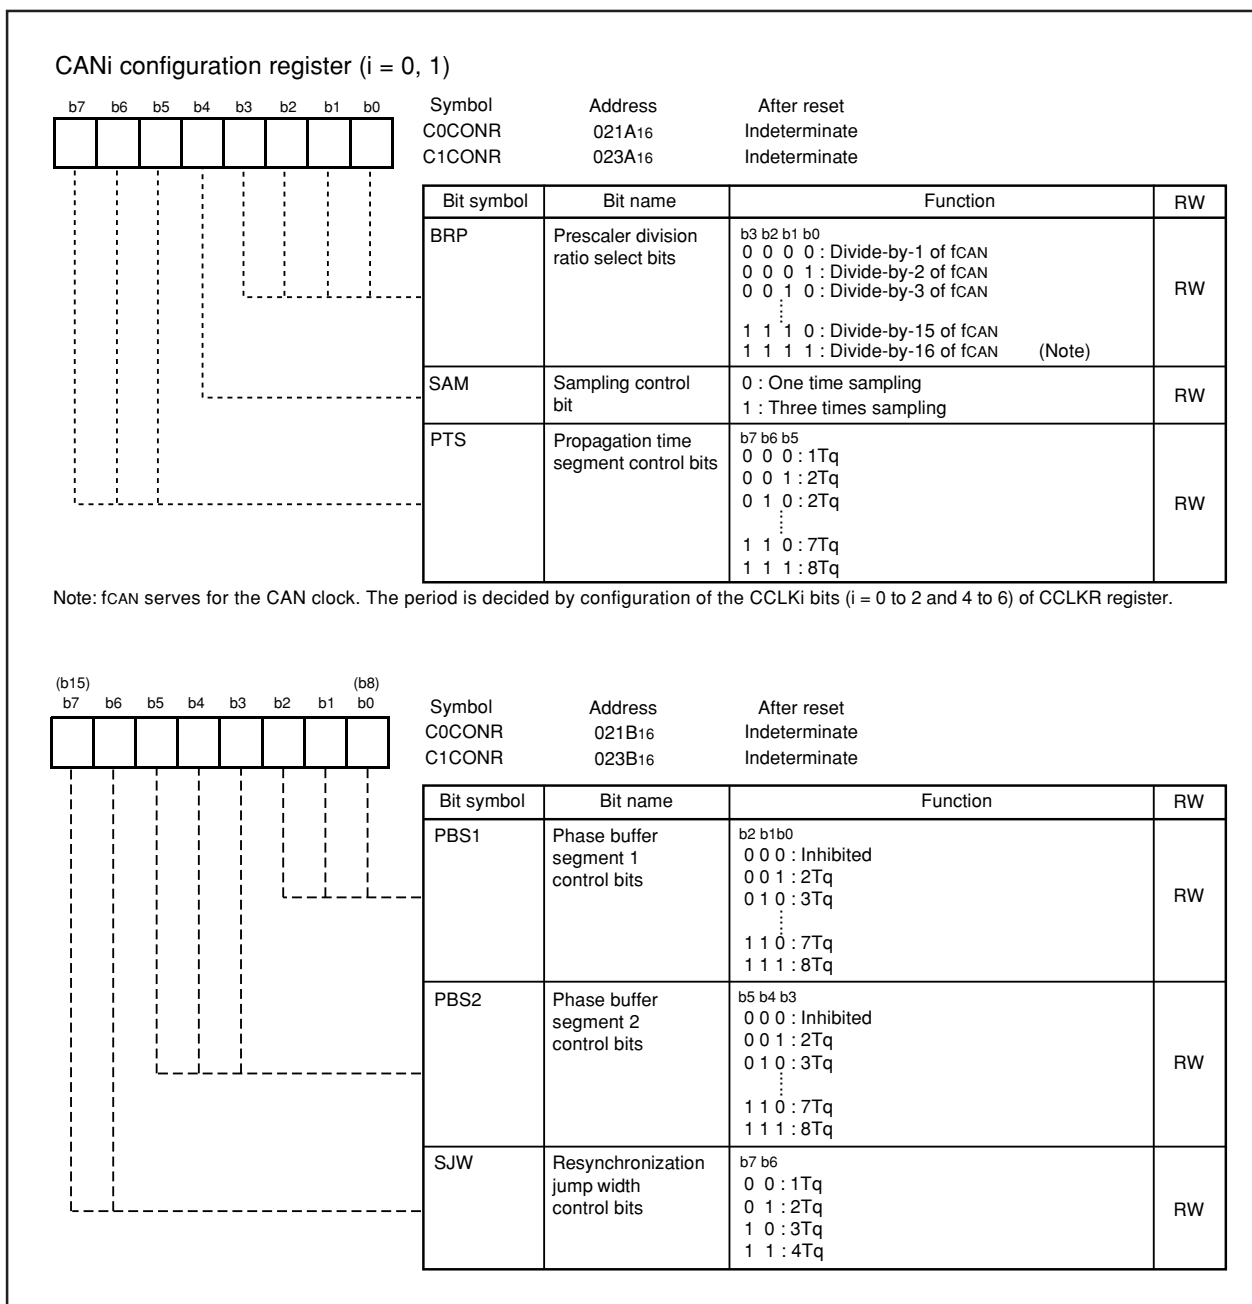 CANi configuration register (i = 0, 1)
b7 b6 b5 b4 b3 b2 b1 b0
Symbol Address After reset
C0CONR 021A16 Indeterminate
C1CONR 023A16 Indeterminate
Bit symbol Bit name Function RW
BRP Prescaler division ratio select bits RW
b3 b2 b1 b0
0 0 0 0 : Divide-by-1 of fCAN
0 0 0 1 : Divide-by-2 of fCAN
0 0 1 0 : Divide-by-3 of fCAN
1 1 1 0 : Divide-by-15 of fCAN
1 1 1 1 : Divide-by-16 of fCAN (Note)
SAM Sampling control bit RW
0 : One time sampling
1 : Three times sampling
PTS Propagation time segment control bits RW
b7 b6 b5
0 0 0 : 1Tq
0 0 1 : 2Tq
0 1 0 : 2Tq
1 1 0 : 7Tq
1 1 1 : 8Tq
Note: fCAN serves for the CAN clock. The period is decided by configuration of the CCLKi bits (i = 0 to 2 and 4 to 6) of CCLKR register.
(b15) (b8)
b7 b6 b5 b4 b3 b2 b1 b0
Symbol Address After reset
C0CONR 021B16 Indeterminate
C1CONR 023B16 Indeterminate
Bit symbol Bit name Function RW
PBS1 Phase buffer segment 1 control bits RW
b2 b1b0
0 0 0 : Inhibited
0 0 1 : 2Tq
0 1 0 : 3Tq
1 1 0 : 7Tq
1 1 1 : 8Tq
PBS2 Phase buffer segment 2 control bits RW
b5 b4 b3
0 0 0 : Inhibited
0 0 1 : 2Tq
0 1 0 : 3Tq
1 1 0 : 7Tq
1 1 1 : 8Tq
SJW Resynchronization jump width control bits RW
b7 b6
0 0 : 1Tq
0 1 : 2Tq
1 0 : 3Tq
1 1 : 4Tq